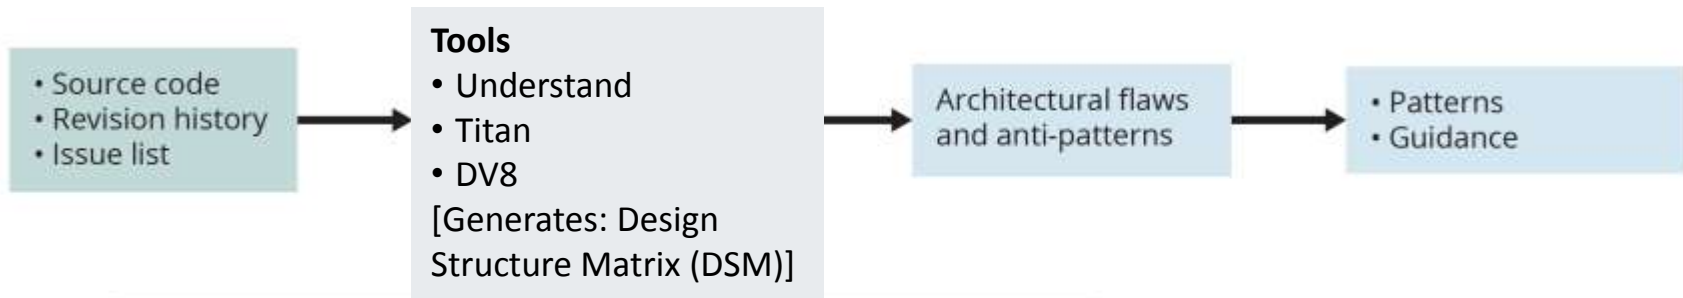 • Source code
• Revision history
• Issue list
Tools
• Understand
• Titan
• DV8
[Generates: Design
Structure Matrix (DSM)]
Architectural flaws
and anti-patterns
• Patterns
• Guidance